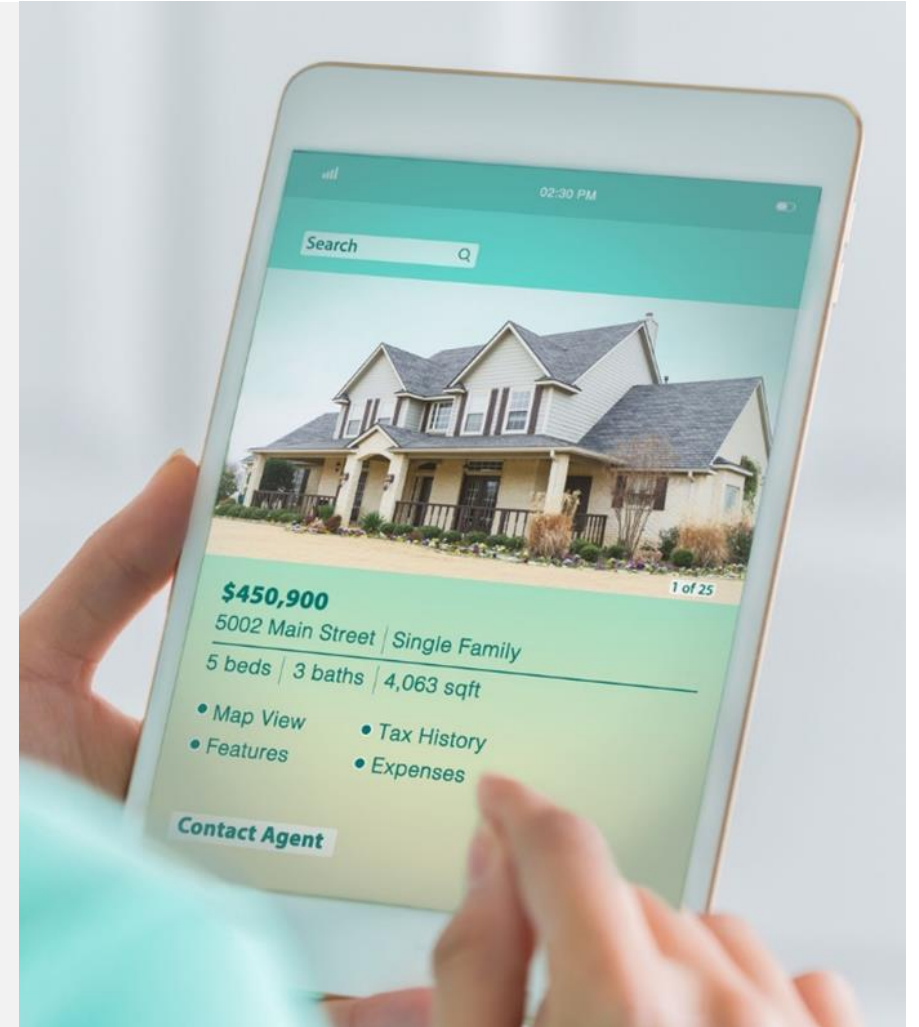 02:30 PM
Search
1 of 25
$450,900
5002 Main Street | Single Family
5 beds | 3 baths | 4,063 sqft
• Map View • Tax History
• Features • Expenses
Contact Agent